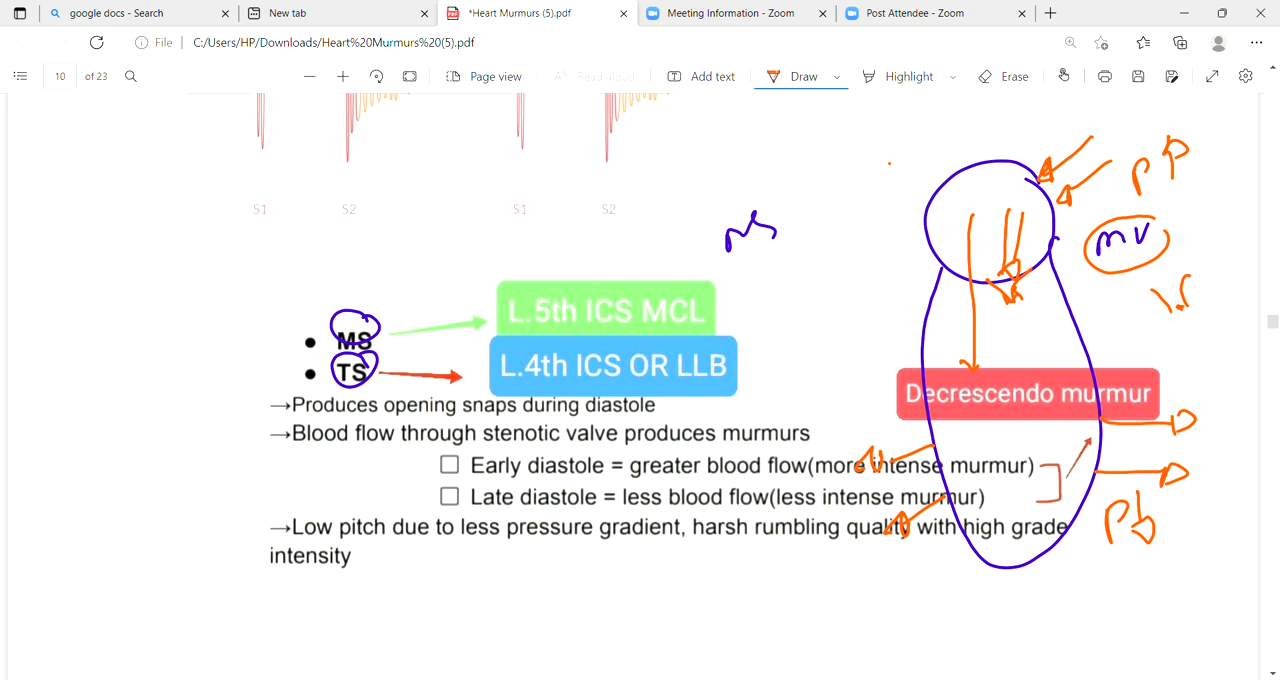 google docs - Search
New tab
*Heart Murmurs (5).pdf
Meeting Information - Zoom
Post Attendee - Zoom
File
C:/Users/HP/Downloads/Heart%20Murmurs%20(5).pdf
10 of 23
Page view
Read aloud
Add text
Draw
Highlight
Erase
S1 S2 S1 S2
P
MS
mv
L.5th ICS MCL
• MS
L.4th ICS OR LLB
• TS
Decrescendo murmur
→Produces opening snaps during diastole
→Blood flow through stenotic valve produces murmurs
Early diastole = greater blood flow(more intense murmur)
Late diastole = less blood flow(less intense murmur)
P
→Low pitch due to less pressure gradient, harsh rumbling quality with high grade
intensity